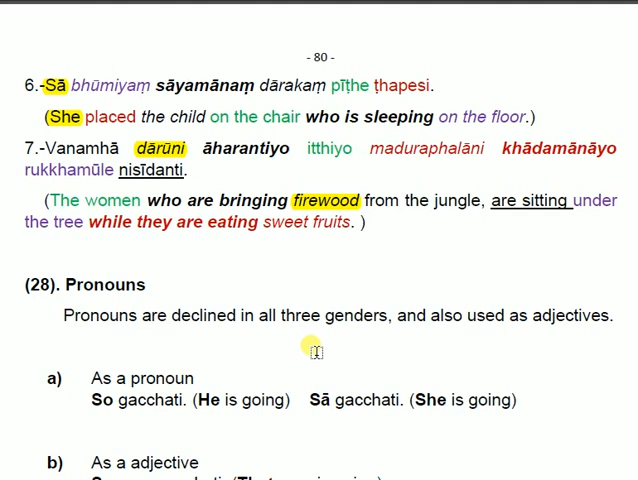 - 80 -
6.-Sā bhūmiyaṃ sāyamānaṃ dārakaṃ pīṭhe ṭhapesi.
(She placed the child on the chair who is sleeping on the floor.)
7.-Vanamhā dārūni āharantiyo itthiyo maduraphalāni khādamānāyo
rukkhamūle nisīdanti.
(The women who are bringing firewood from the jungle, are sitting under
the tree while they are eating sweet fruits. )
(28). Pronouns
Pronouns are declined in all three genders, and also used as adjectives.
a) As a pronoun
So gacchati. (He is going) Sā gacchati. (She is going)
b) As a adjective